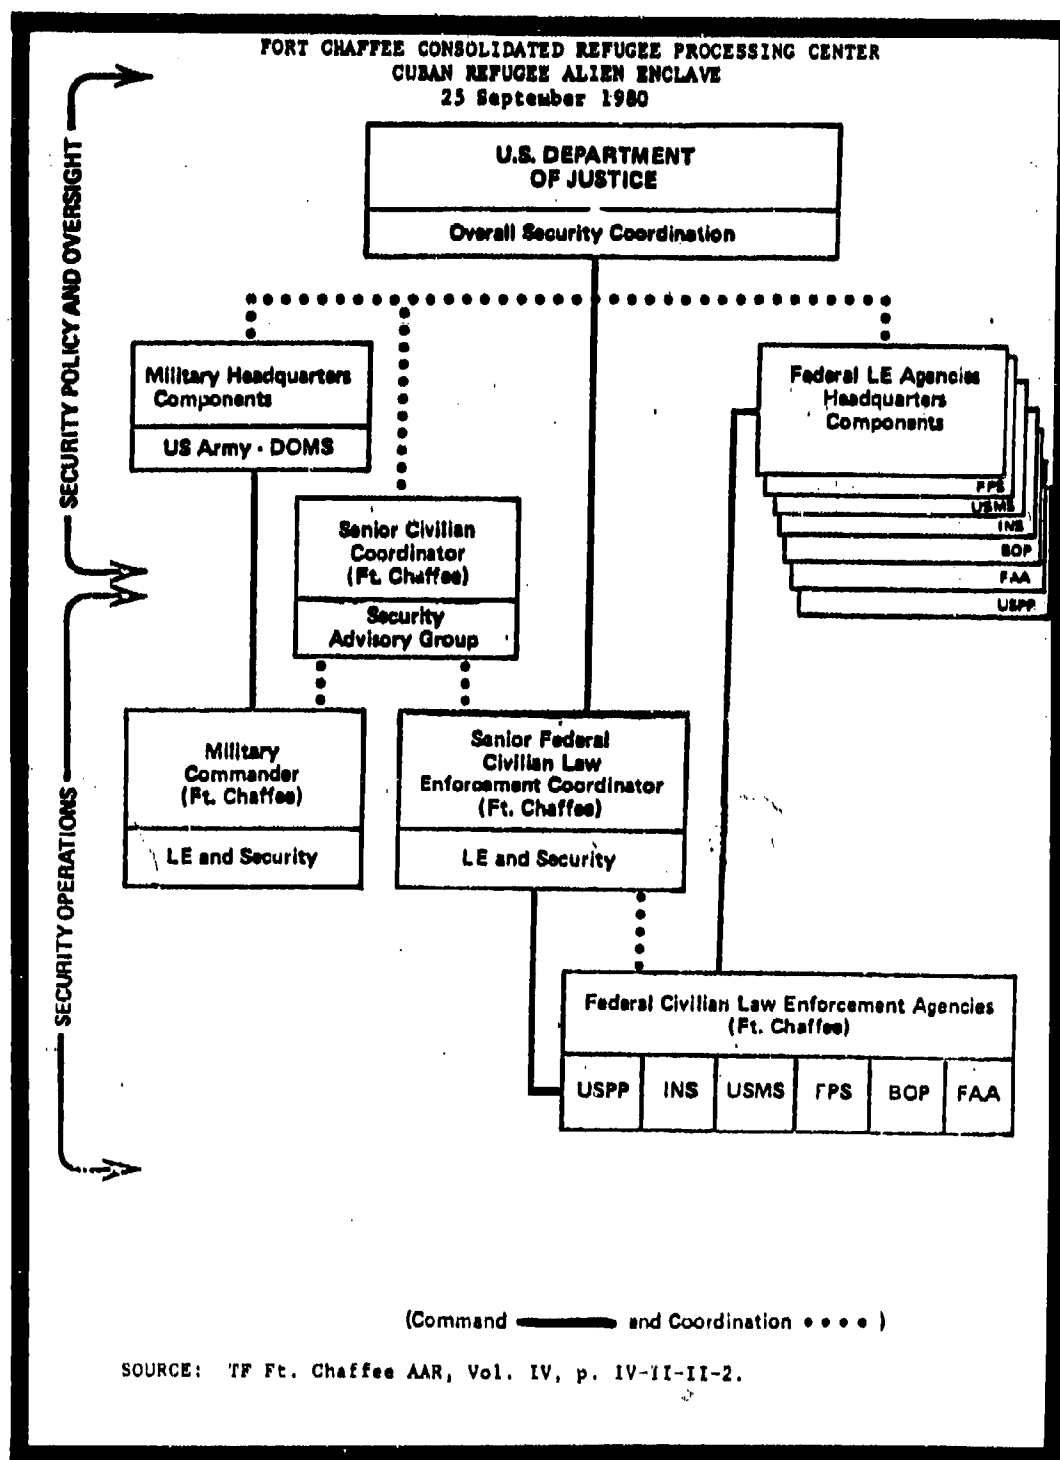 FORT CHAFFEE CONSOLIDATED REFUGEE PROCESSING CENTER
CUBAN REFUGEE ALIEN ENCLAVE
25 September 1980
SECURITY POLICY AND OVERSIGHT
U.S. DEPARTMENT
OF JUSTICE
Overall Security Coordination
Military Headquarters
Components
US Army - DOMS
Federal LE Agencies
Headquarters
Components
FPS
USMS
INS
BOP
FAA
USPP
Senior Civilian
Coordinator
(Ft. Chaffee)
Security
Advisory Group
SECURITY OPERATIONS
Military
Commander
(Ft. Chaffee)
LE and Security
Senior Federal
Civilian Law
Enforcement Coordinator
(Ft. Chaffee)
LE and Security
Federal Civilian Law Enforcement Agencies
(Ft. Chaffee)
USPP INS USMS FPS BOP FAA
(Command and Coordination )
SOURCE: TF Ft. Chaffee AAR, Vol. IV, p. IV-II-II-2.